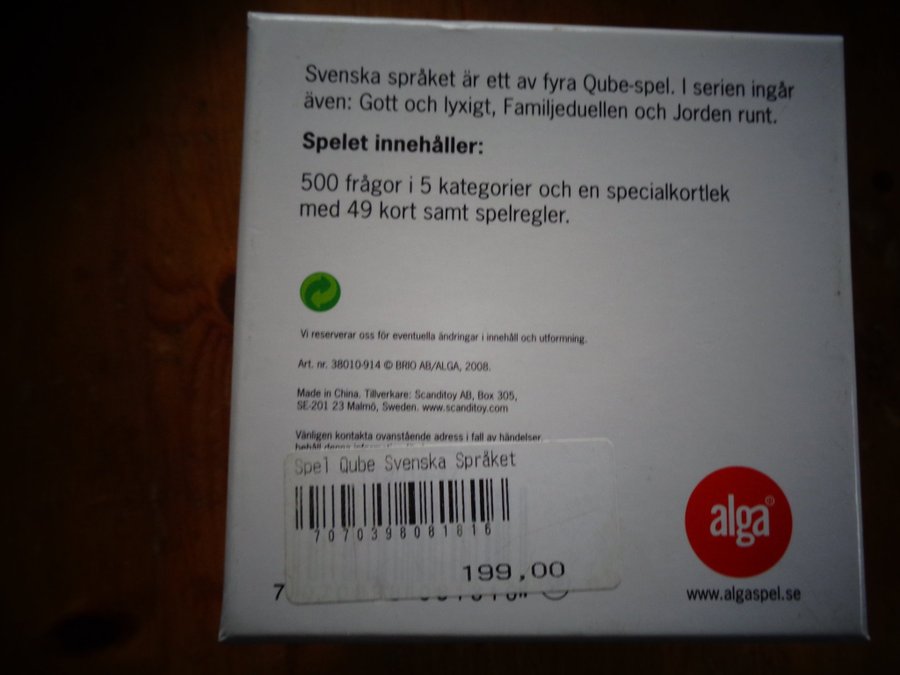 Svenska språket är ett av fyra Qube-spel. I serien ingår
även: Gott och lyxigt, Familjeduellen och Jorden runt.
Spelet innehåller:
500 frågor i 5 kategorier och en specialkortlek
med 49 kort samt spelregler.
Vi reserverar oss för eventuella ändringar i innehåll och utformning.
Art. nr. 38010-914 © BRIO AB/ALGA, 2008.
Made in China. Tillverkare: Scanditoy AB, Box 305,
SE-201 23 Malmö, Sweden. www.scanditoy.com
Vänligen kontakta ovanstående adress i fall av händelser,
Spel Qube Svenska Språket
7070398081816
199,00
7
alga
www.algaspel.se